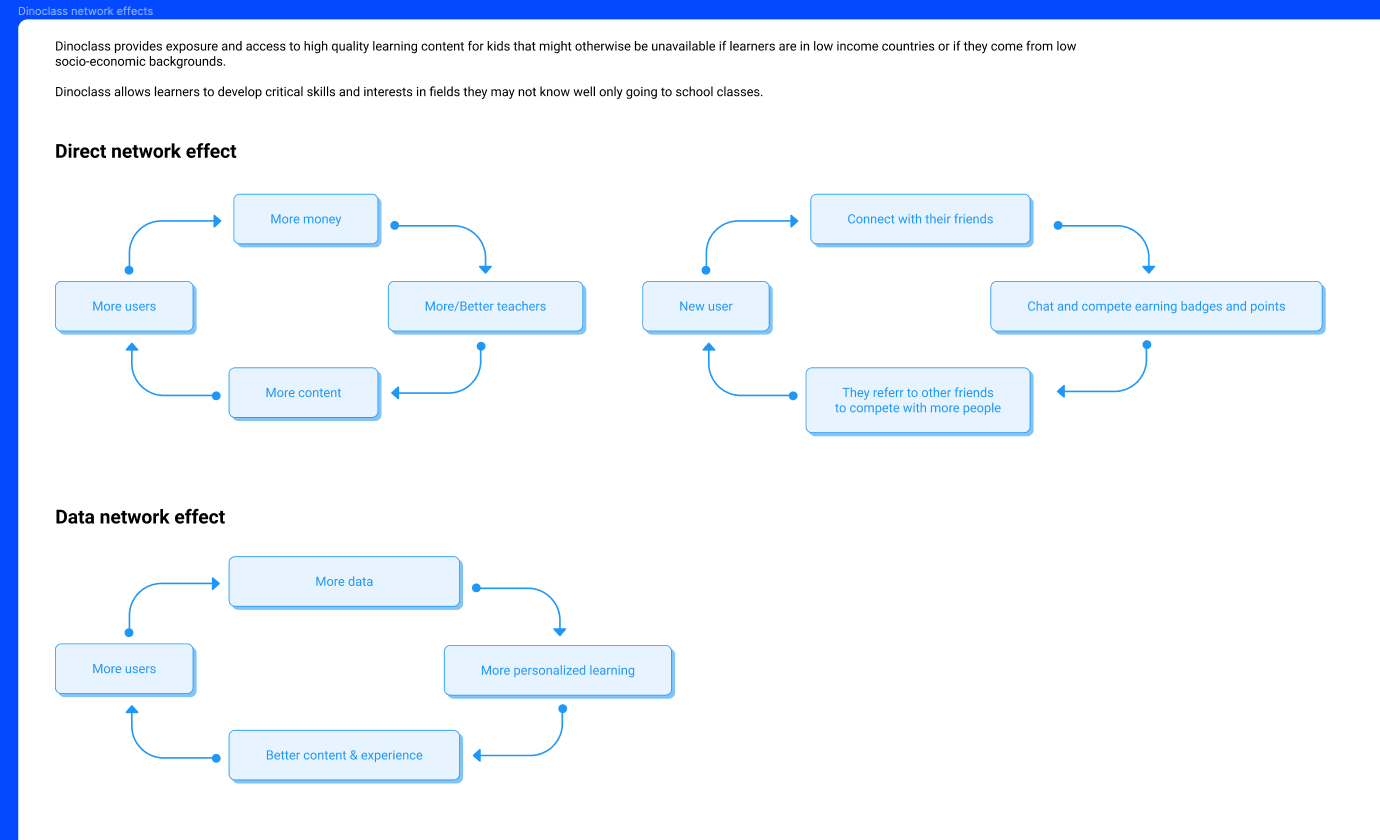 Dinoclass network effects
Dinoclass provides exposure and access to high quality learning content for kids that might otherwise be unavailable if learners are in low income countries or if they come from low
socio-economic backgrounds.
Dinoclass allows learners to develop critical skills and interests in fields they may not know well only going to school classes.
Direct network effect
More money
More users
More/Better teachers
More content
Connect with their friends
New user
Chat and compete earning badges and points
They referr to other friends
to compete with more people
Data network effect
More data
More users
More personalized learning
Better content & experience